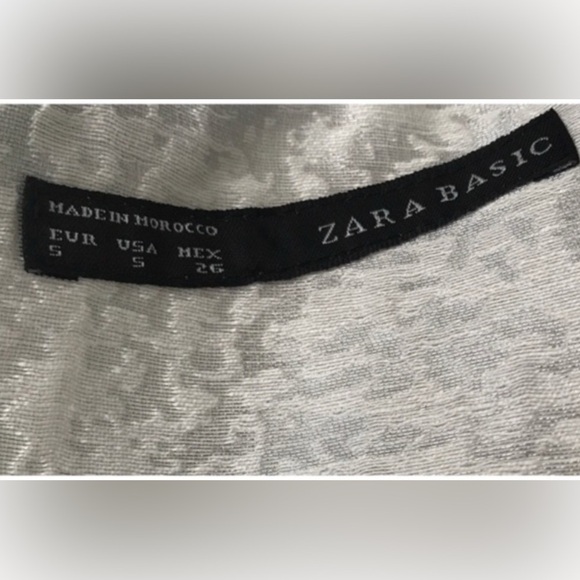 MADE IN MOROCCO
EUR USA MEX
S S 26
ZARA BASIC